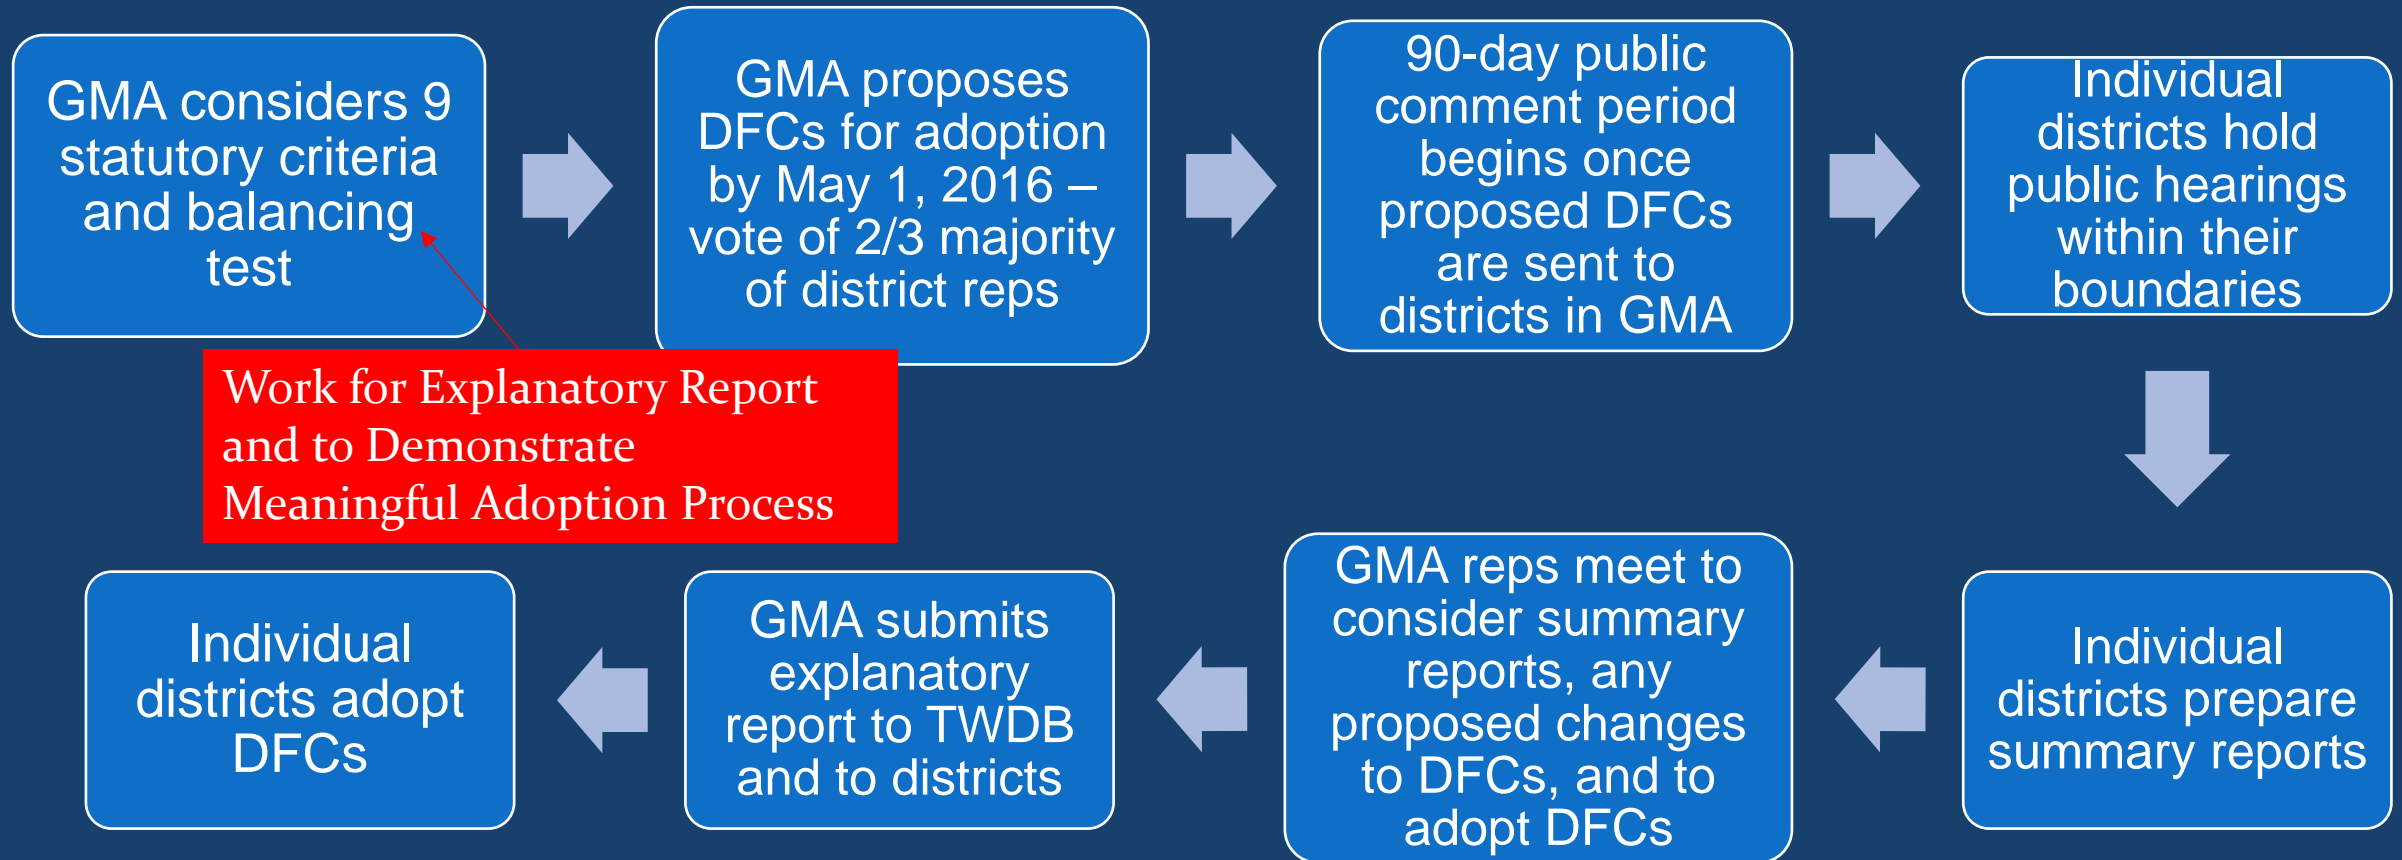 GMA considers 9
statutory criteria
and balancing
test
GMA proposes
DFCs for adoption
by May 1, 2016 –
vote of 2/3 majority
of district reps
90-day public
comment period
begins once
proposed DFCs
are sent to
districts in GMA
Individual
districts hold
public hearings
within their
boundaries
Work for Explanatory Report
and to Demonstrate
Meaningful Adoption Process
Individual
districts prepare
summary reports
GMA reps meet to
consider summary
reports, any
proposed changes
to DFCs, and to
adopt DFCs
GMA submits
explanatory
report to TWDB
and to districts
Individual
districts adopt
DFCs